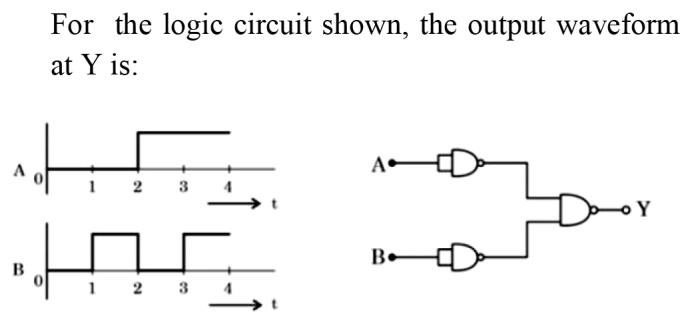 For the logic circuit shown, the output waveform
at Y is:
A 0 1 2 3 4
t
B 0 1 2 3 4
t
A
Y
B